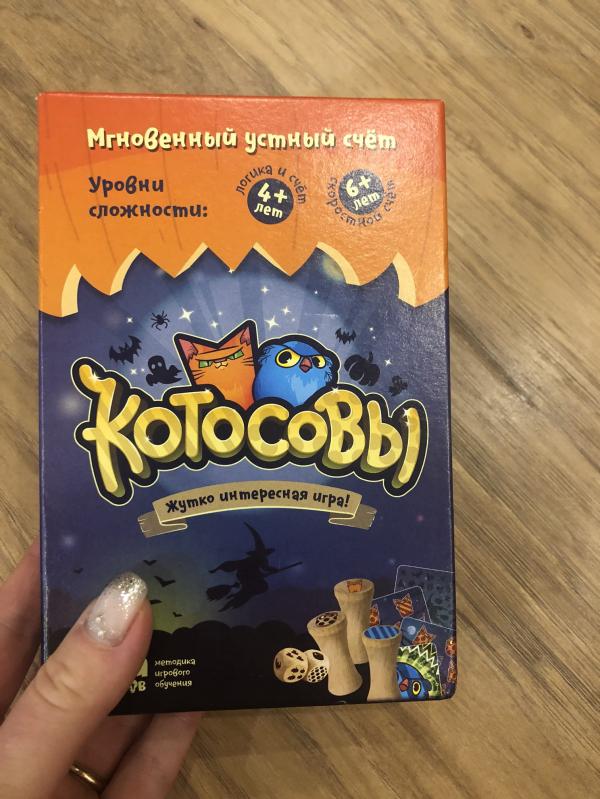 Мгновенный устный счёт
Уровни
сложности:
логика и счёт
4+
лет
6+
лет
скоростной счёт
Котосовы
жутко интересная игра!
методика
игрового
обучения